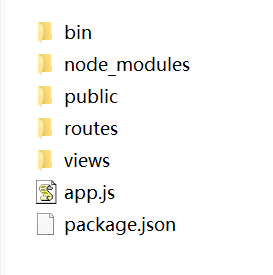 bin
node_modules
public
routes
views
app.js
package.json